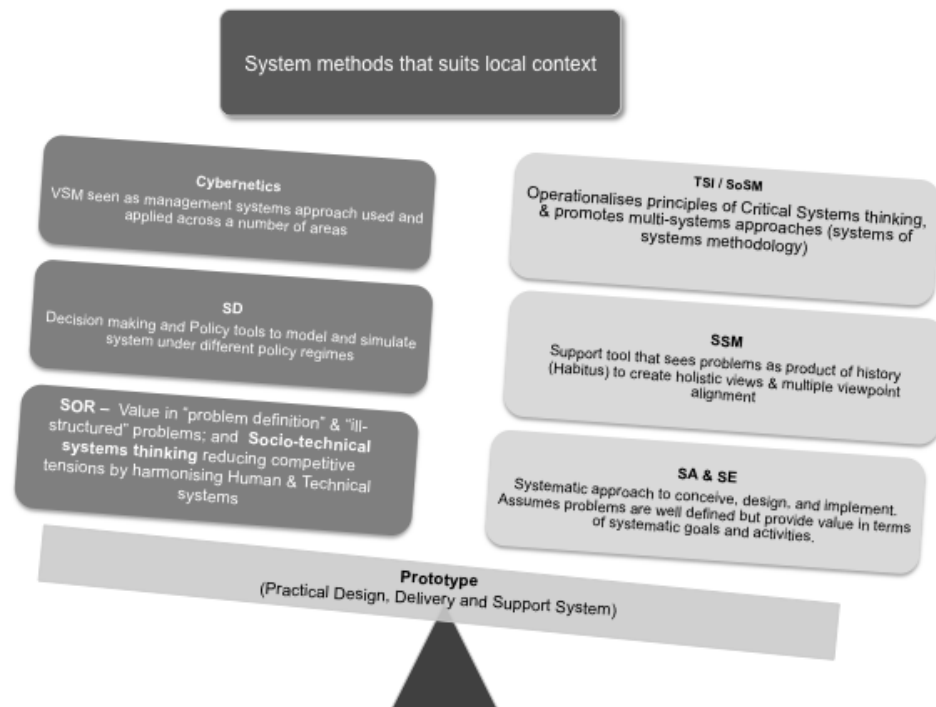 System methods that suits local context
Cybernetics
VSM seen as management systems approach used and
applied across a number of areas
SD
Decision making and Policy tools to model and simulate
system under different policy regimes
SOR – Value in "problem definition" & "ill-
structured" problems; and Socio-technical
systems thinking reducing competitive
tensions by harmonising Human & Technical
systems
TSI / SoSM
Operationalises principles of Critical Systems thinking,
& promotes multi-systems approaches (systems of
systems methodology)
SSM
Support tool that sees problems as product of history
(Habitus) to create holistic views & multiple viewpoint
alignment
SA & SE
Systematic approach to conceive, design, and implement.
Assumes problems are well defined but provide value in terms
of systematic goals and activities.
Prototype
(Practical Design, Delivery and Support System)